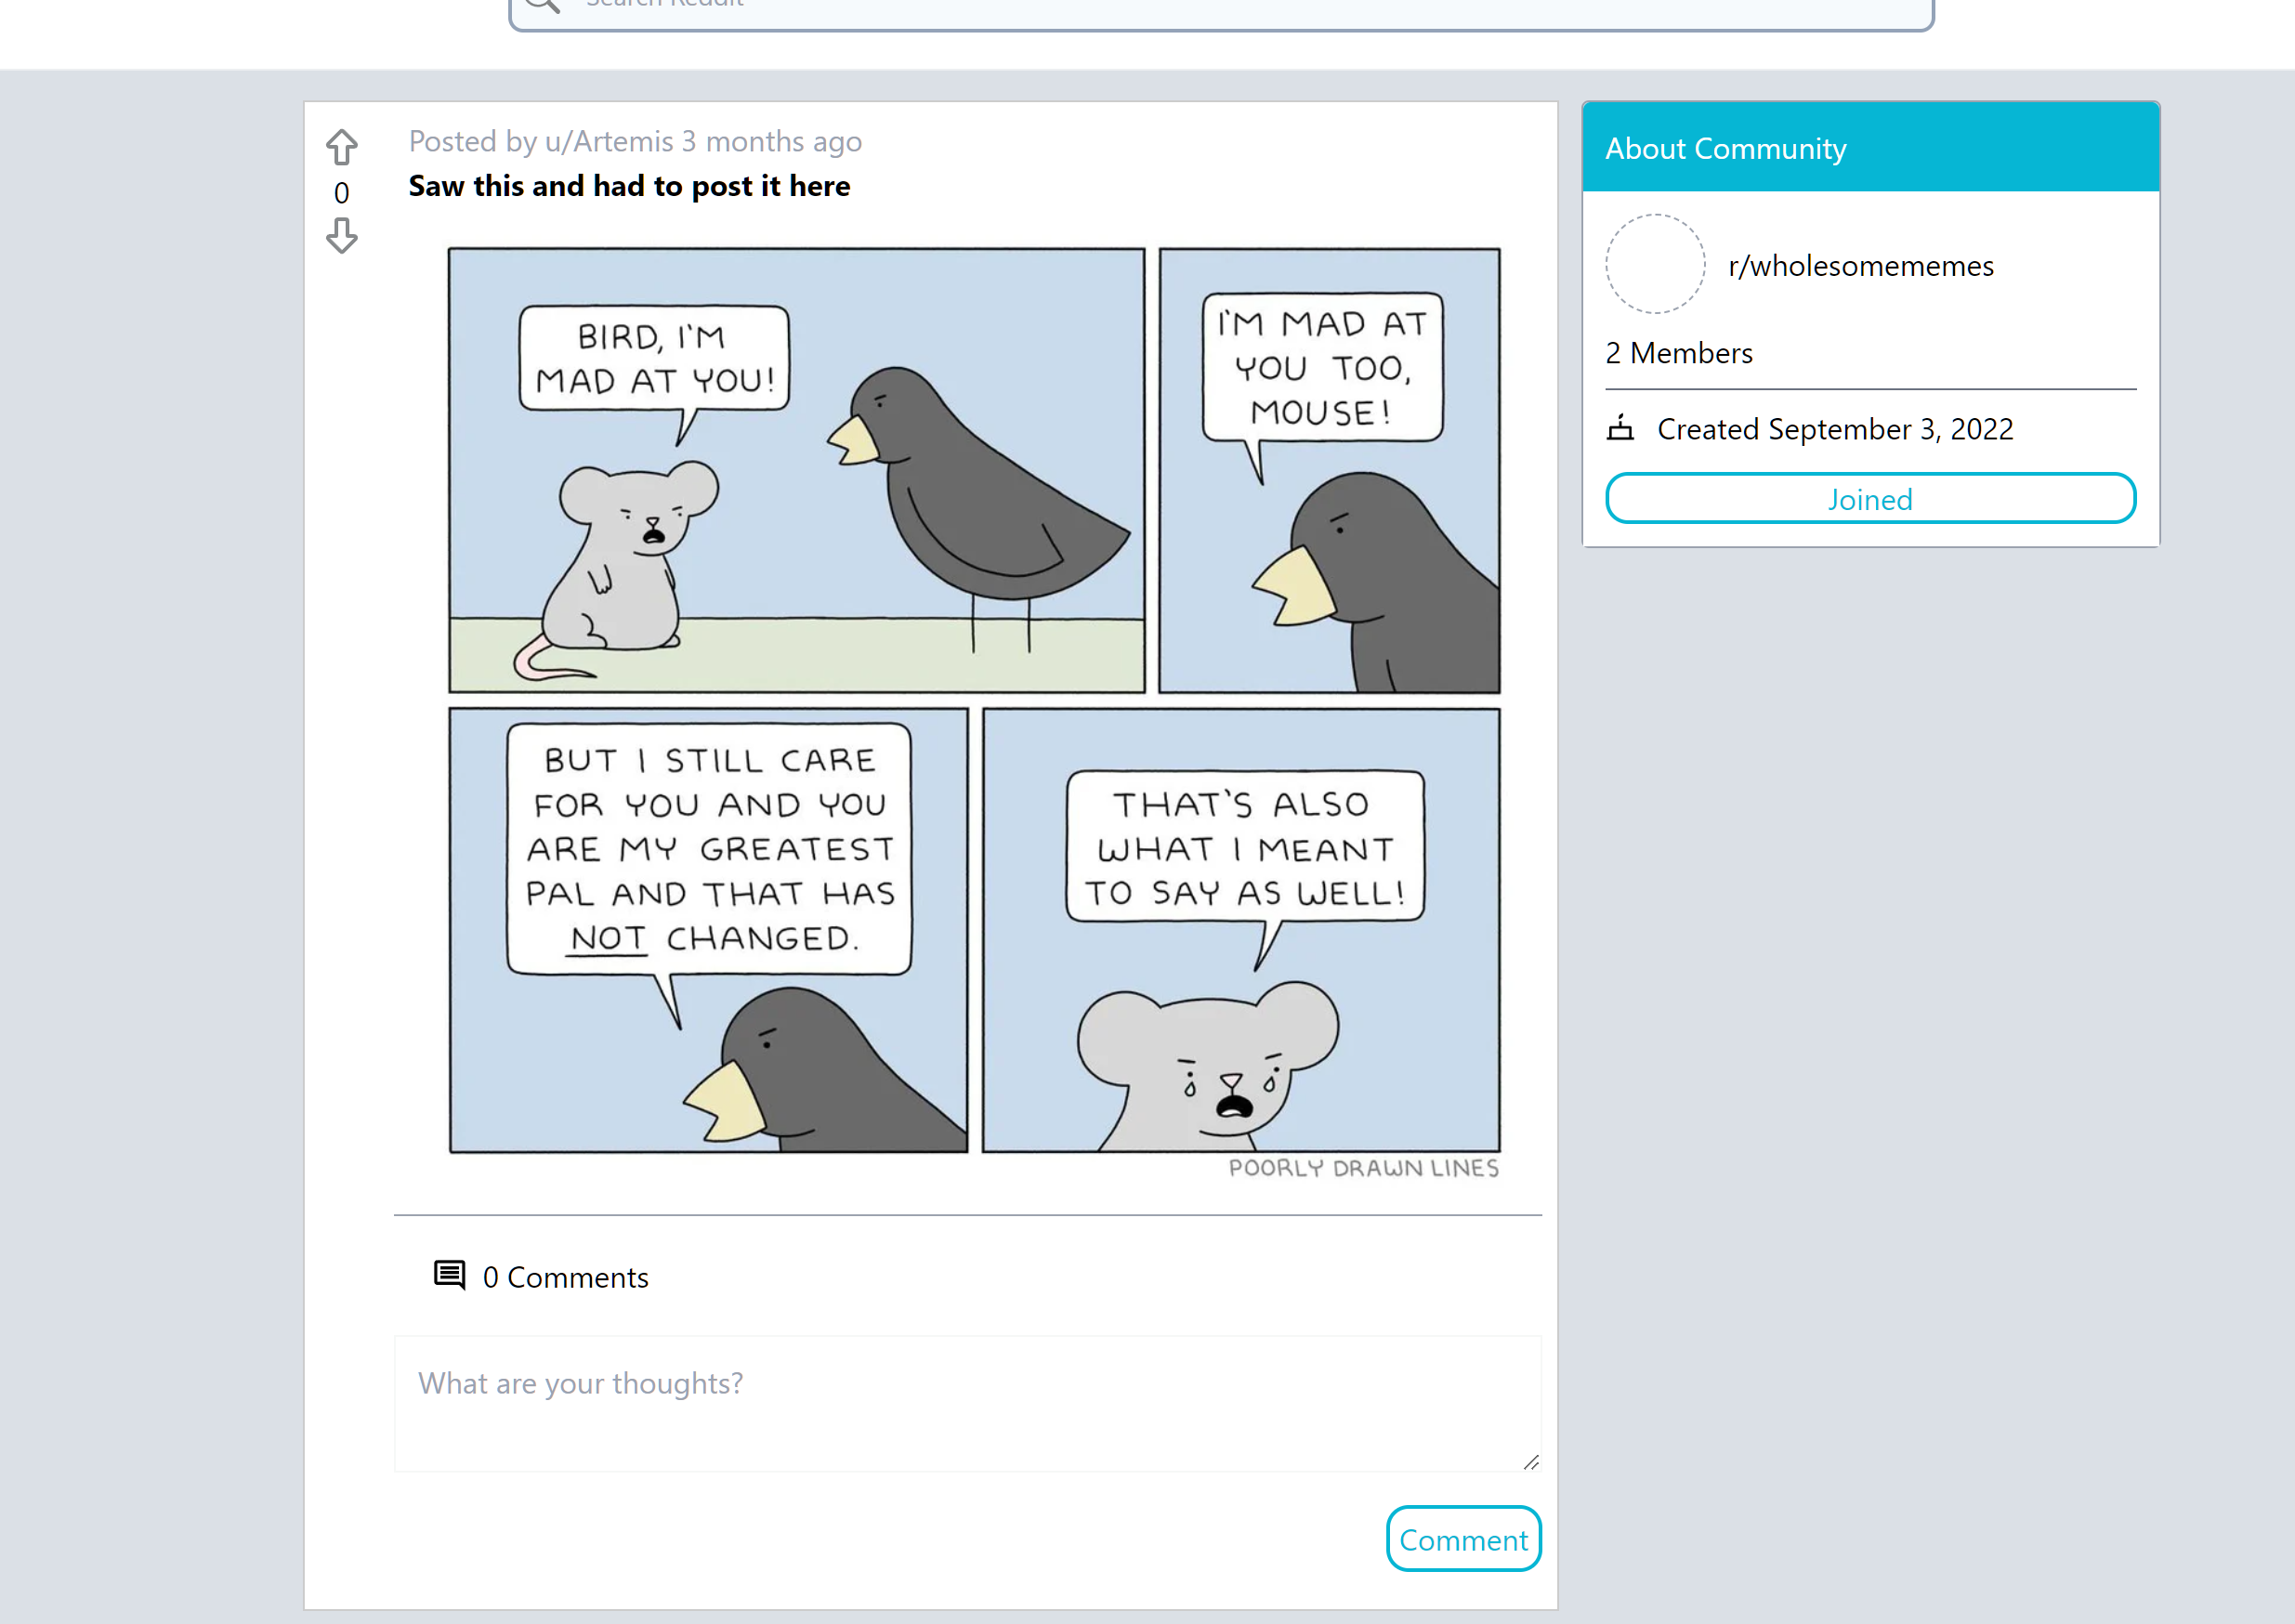 Search Reddit
Posted by u/Artemis 3 months ago
0
Saw this and had to post it here
BIRD, I'M
MAD AT YOU!
I'M MAD AT
YOU TOO,
MOUSE!
BUT I STILL CARE
FOR YOU AND YOU
ARE MY GREATEST
PAL AND THAT HAS
NOT CHANGED.
THAT'S ALSO
WHAT I MEANT
TO SAY AS WELL!
POORLY DRAWN LINES
0 Comments
What are your thoughts?
Comment
About Community
r/wholesomememes
2 Members
Created September 3, 2022
Joined